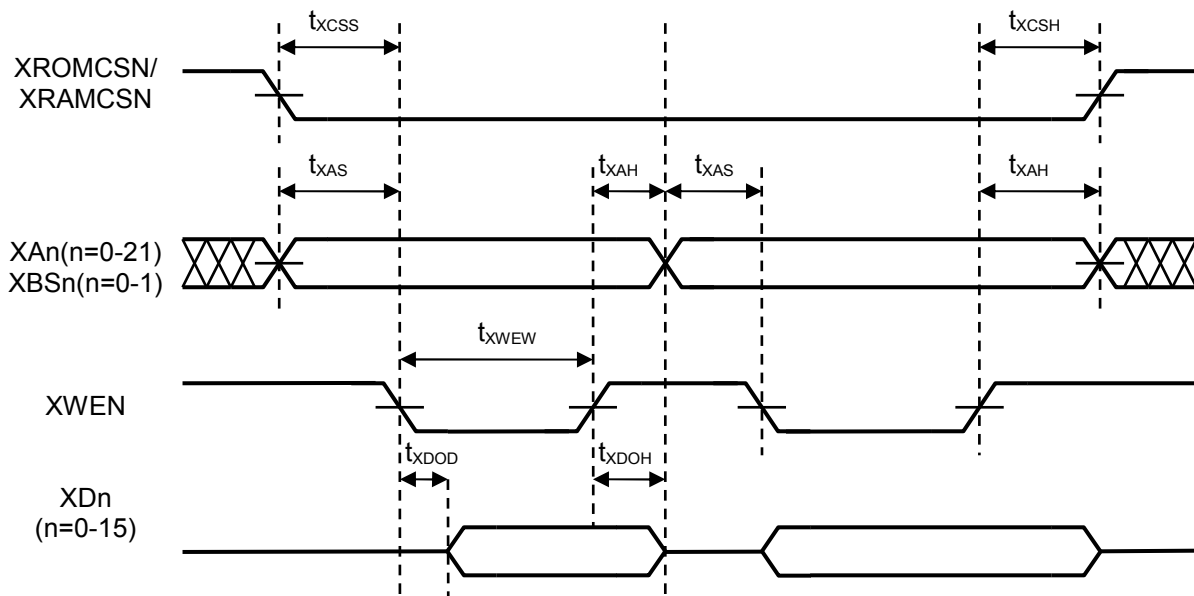 tXCSS
tXCSH
XROMCSN/
XRAMCSN
tXAS
tXAH
tXAS
tXAH
XAn(n=0-21)
XBSn(n=0-1)
tXWEW
XWEN
tXDOD
tXDOH
XDn
(n=0-15)